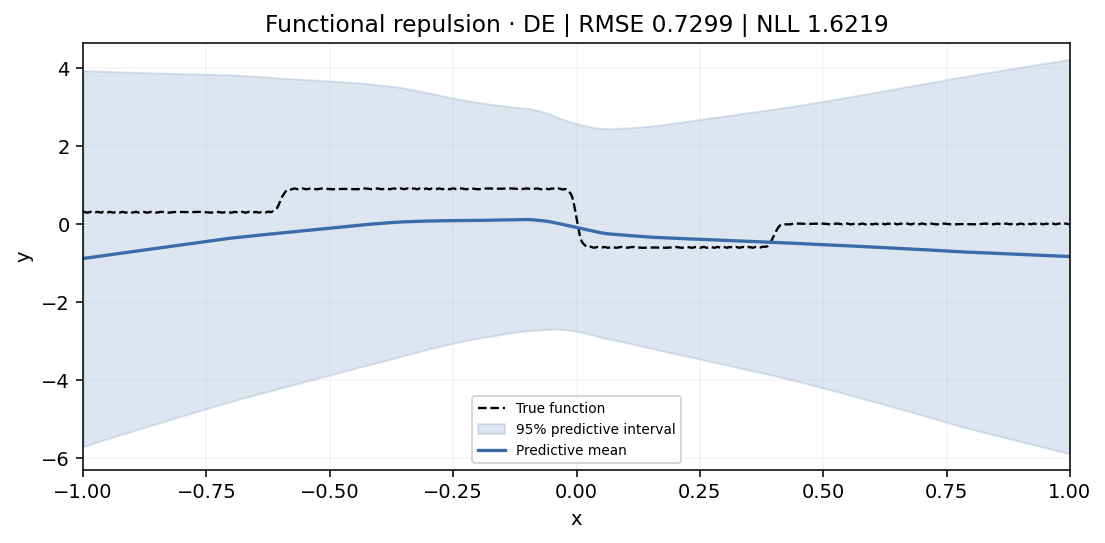 Functional repulsion · DE | RMSE 0.7299 | NLL 1.6219
4
2
0
−2
−4
−6
y
True function
95% predictive interval
Predictive mean
−1.00 −0.75 −0.50 −0.25 0.00 0.25 0.50 0.75 1.00
x